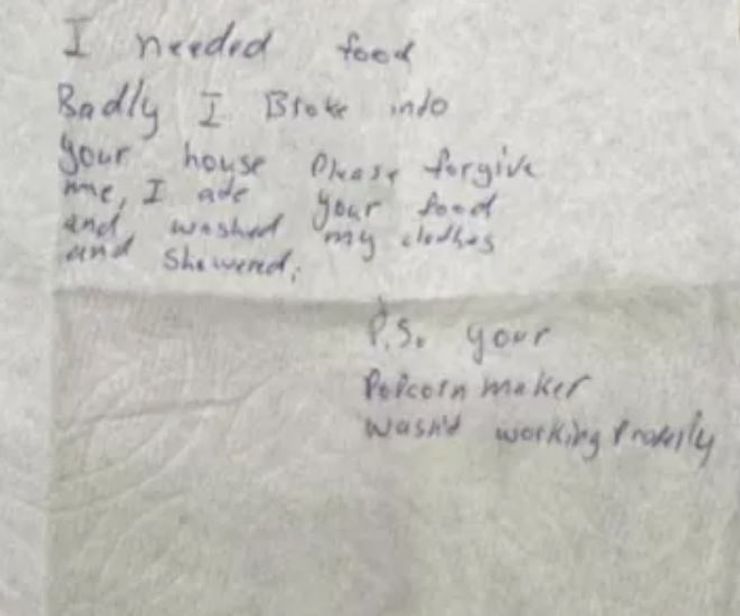 I needed food
Badly I Broke into
your house Please forgive
me, I ate your food
and washed my clothes
and Showered.
P.S. your
Popcorn maker
wasn't working Properly